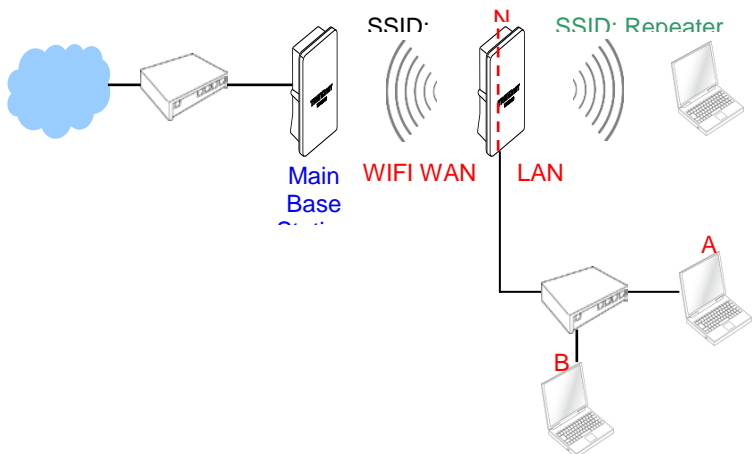 SSID:
N
SSID: Repeater
Main
Base
WIFI WAN
LAN
A
B